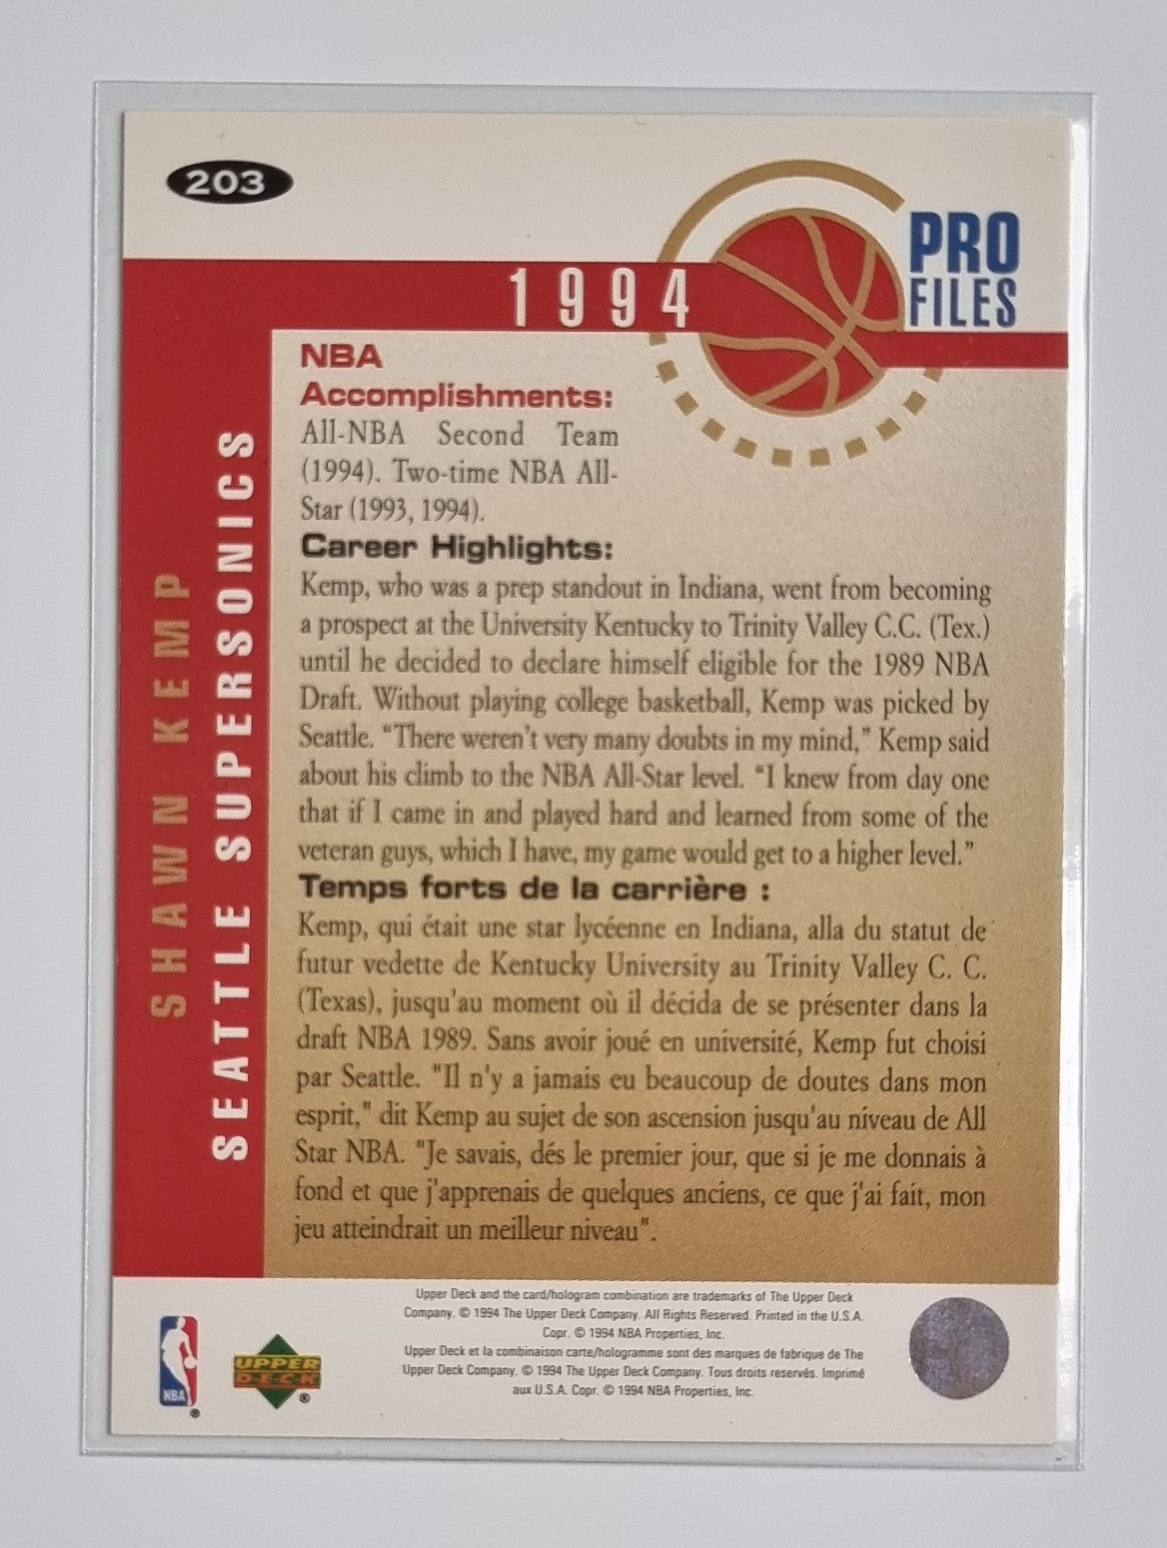 203
PRO
FILES
1994
SHAWN KEMP
SEATTLE SUPERSONICS
NBA
Accomplishments:
All-NBA Second Team
(1994). Two-time NBA All-
Star (1993, 1994).
Career Highlights:
Kemp, who was a prep standout in Indiana, went from becoming
a prospect at the University Kentucky to Trinity Valley C.C. (Tex.)
until he decided to declare himself eligible for the 1989 NBA
Draft. Without playing college basketball, Kemp was picked by
Seattle. “There weren't very many doubts in my mind,” Kemp said
about his climb to the NBA All-Star level. “I knew from day one
that if I came in and played hard and learned from some of the
veteran guys, which I have, my game would get to a higher level.”
Temps forts de la carrière :
Kemp, qui était une star lycéenne en Indiana, alla du statut de
futur vedette de Kentucky University au Trinity Valley C. C.
(Texas), jusqu'au moment où il décida de se présenter dans la
draft NBA 1989. Sans avoir joué en université, Kemp fut choisi
par Seattle. "Il n'y a jamais eu beaucoup de doutes dans mon
esprit," dit Kemp au sujet de son ascension jusqu'au niveau de All
Star NBA. "Je savais, dés le premier jour, que si je me donnais à
fond et que j'apprenais de quelques anciens, ce que j'ai fait, mon
jeu atteindrait un meilleur niveau".
Upper Deck and the card/hologram combination are trademarks of The Upper Deck
Company. © 1994 The Upper Deck Company. All Rights Reserved. Printed in the U.S.A.
Copr. © 1994 NBA Properties, Inc.
Upper Deck et la combinaison carte/hologramme sont des marques de fabrique de The
Upper Deck Company. © 1994 The Upper Deck Company. Tous droits reservés. Imprimé
aux U.S.A. Copr. © 1994 NBA Properties, Inc.
NBA ®
UPPER
DECK ®